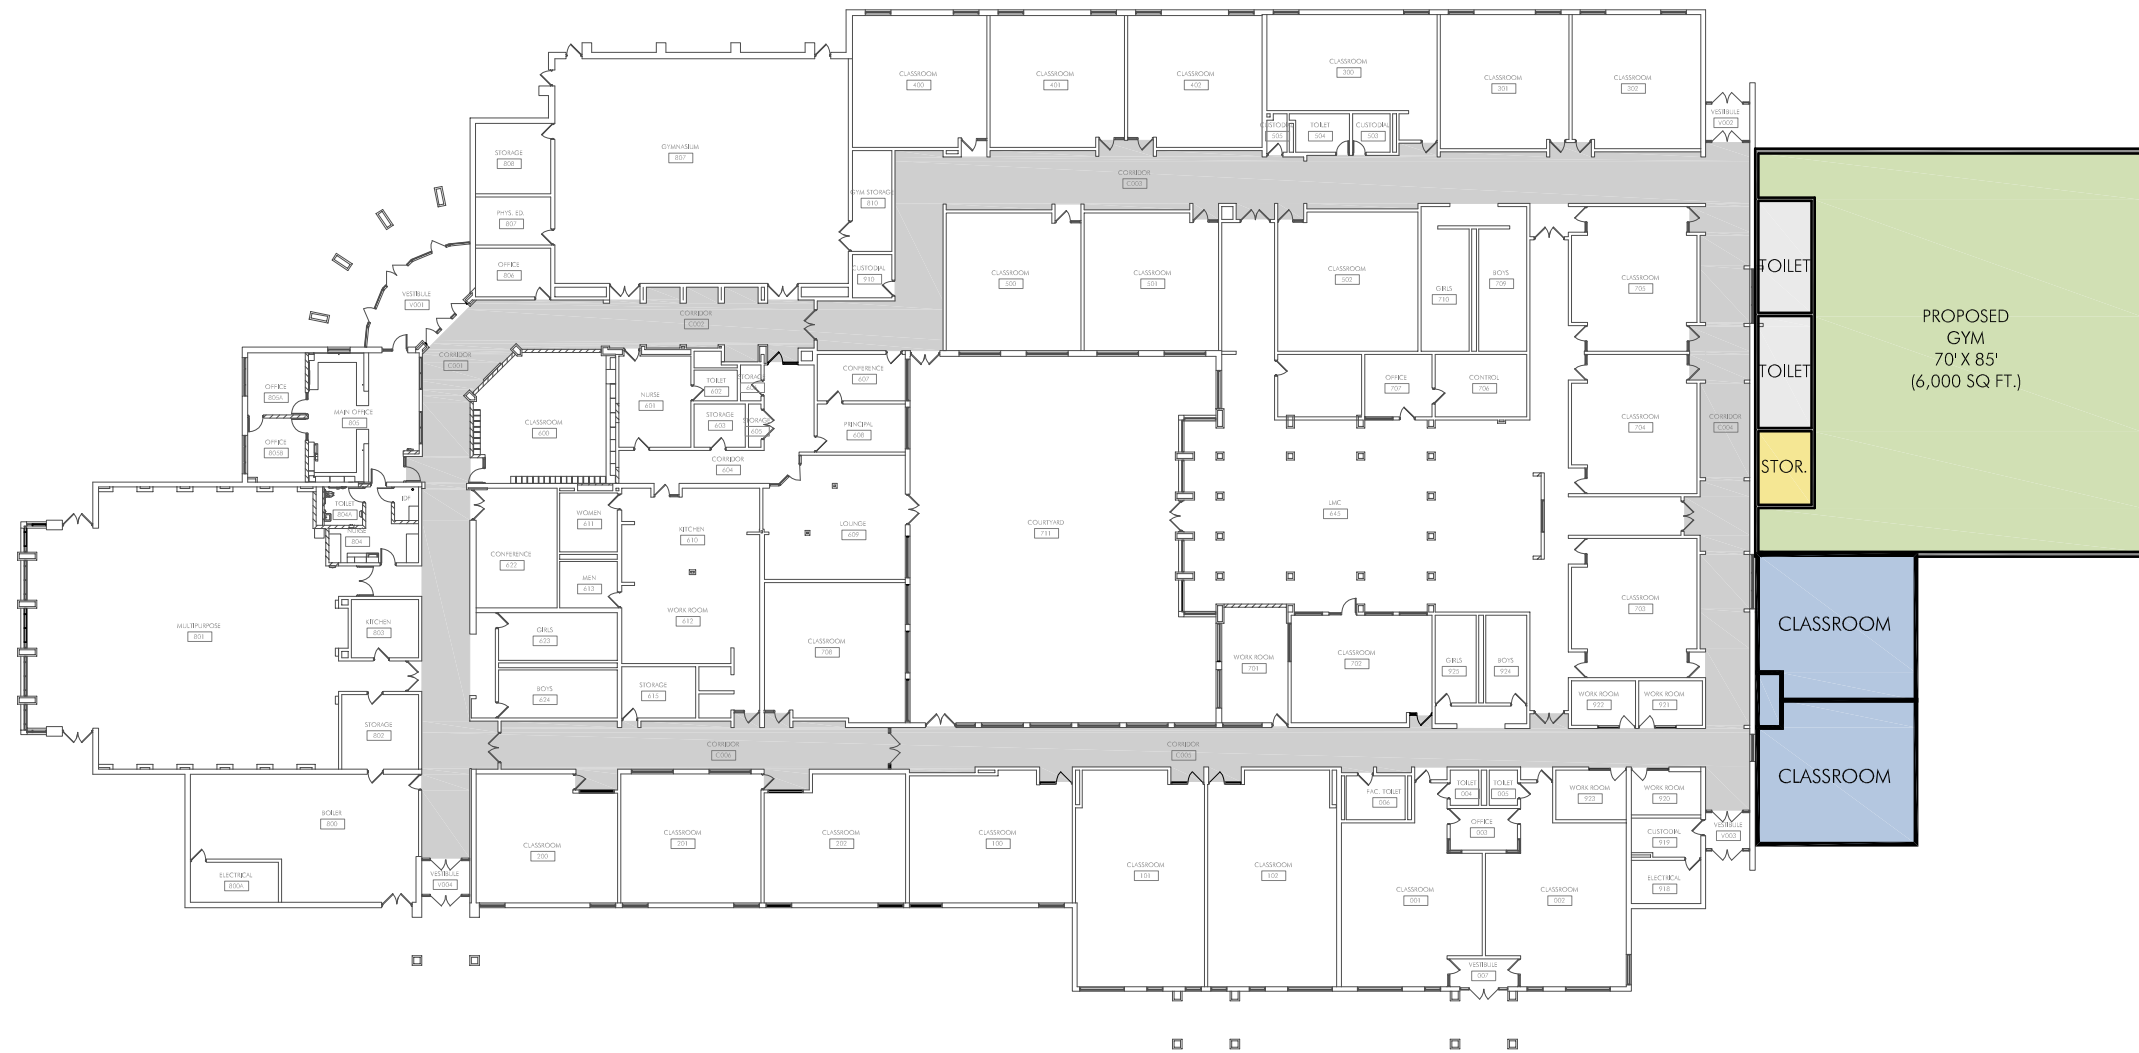 CLASSROOM
400
CLASSROOM
401
CLASSROOM
402
300
CLASSROOM
301
CLASSROOM
302
VESTIBULE
V002
CUSTODIAL
505
TOILET
504
CUSTODIAL
503
STORAGE
808
GYMNASIUM
807
PHYS. ED.
807
OFFICE
806
GYM STORAGE
810
CUSTODIAL
910
CORRIDOR
C003
VESTIBULE
V001
CORRIDOR
C002
CORRIDOR
C001
CLASSROOM
500
CLASSROOM
501
CLASSROOM
502
GIRLS
710
BOYS
709
CLASSROOM
705
TOILET
TOILET
STOR.
PROPOSED
GYM
70' X 85'
(6,000 SQ FT.)
OFFICE
805A
MAIN OFFICE
805
OFFICE
805B
CLASSROOM
600
NURSE
601
TOILET
602
STORAGE
STORAGE
603
STORAGE
605
CORRIDOR
604
CONFERENCE
607
PRINCIPAL
608
OFFICE
707
CONTROL
706
CLASSROOM
704
CORRIDOR
C004
TOILET
804A
IDF
804
MULTIPURPOSE
801
KITCHEN
803
STORAGE
802
CONFERENCE
622
WOMEN
611
MEN
613
KITCHEN
610
WORK ROOM
612
LOUNGE
609
COURTYARD
711
LMC
645
GIRLS
623
BOYS
624
STORAGE
615
CLASSROOM
708
WORK ROOM
701
CLASSROOM
702
GIRLS
925
BOYS
924
CLASSROOM
703
WORK ROOM
922
WORK ROOM
921
CLASSROOM
CLASSROOM
CORRIDOR
C006
CORRIDOR
C005
BOILER
800
ELECTRICAL
800A
VESTIBULE
V004
CLASSROOM
200
CLASSROOM
201
CLASSROOM
202
CLASSROOM
100
CLASSROOM
101
CLASSROOM
102
FAC. TOILET
006
TOILET
004
TOILET
005
OFFICE
003
WORK ROOM
923
WORK ROOM
920
CUSTODIAL
919
ELECTRICAL
918
VESTIBULE
V003
CLASSROOM
001
CLASSROOM
002
VESTIBULE
007